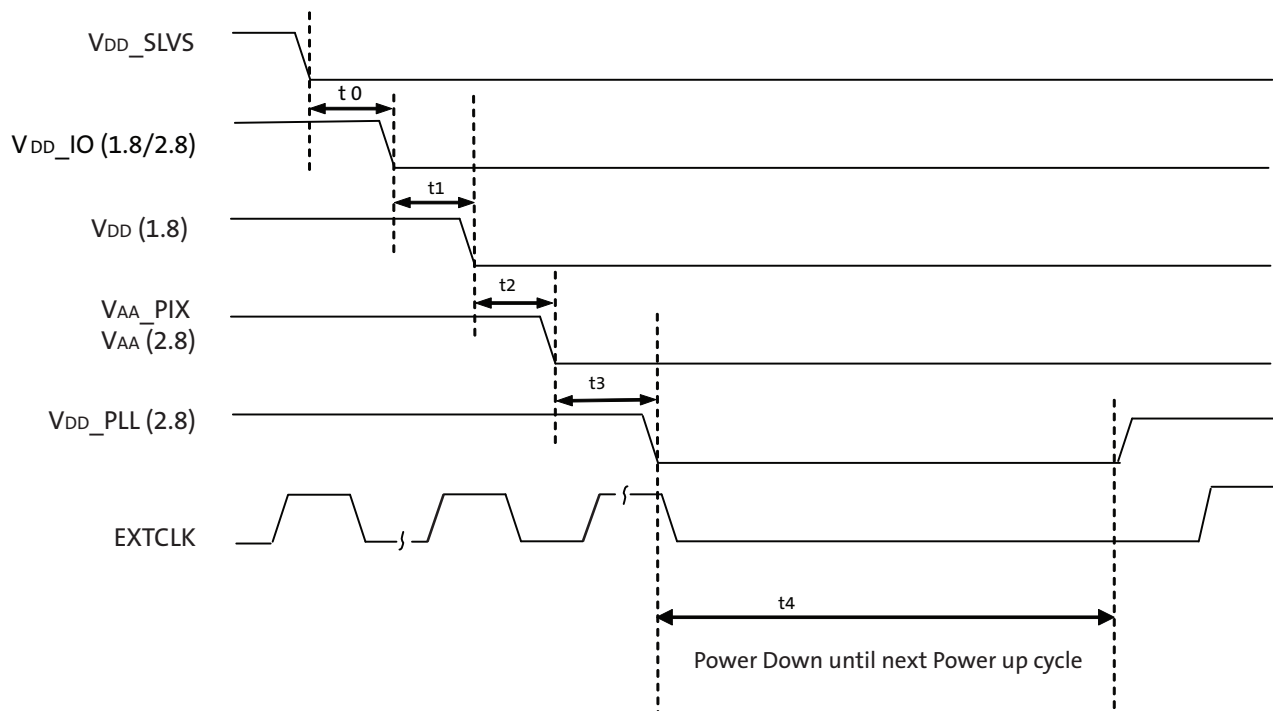 VDD_SLVS
t 0
VDD_IO (1.8/2.8)
t1
VDD (1.8)
t2
VAA_PIX
VAA (2.8)
t3
VDD_PLL (2.8)
EXTCLK
t4
Power Down until next Power up cycle